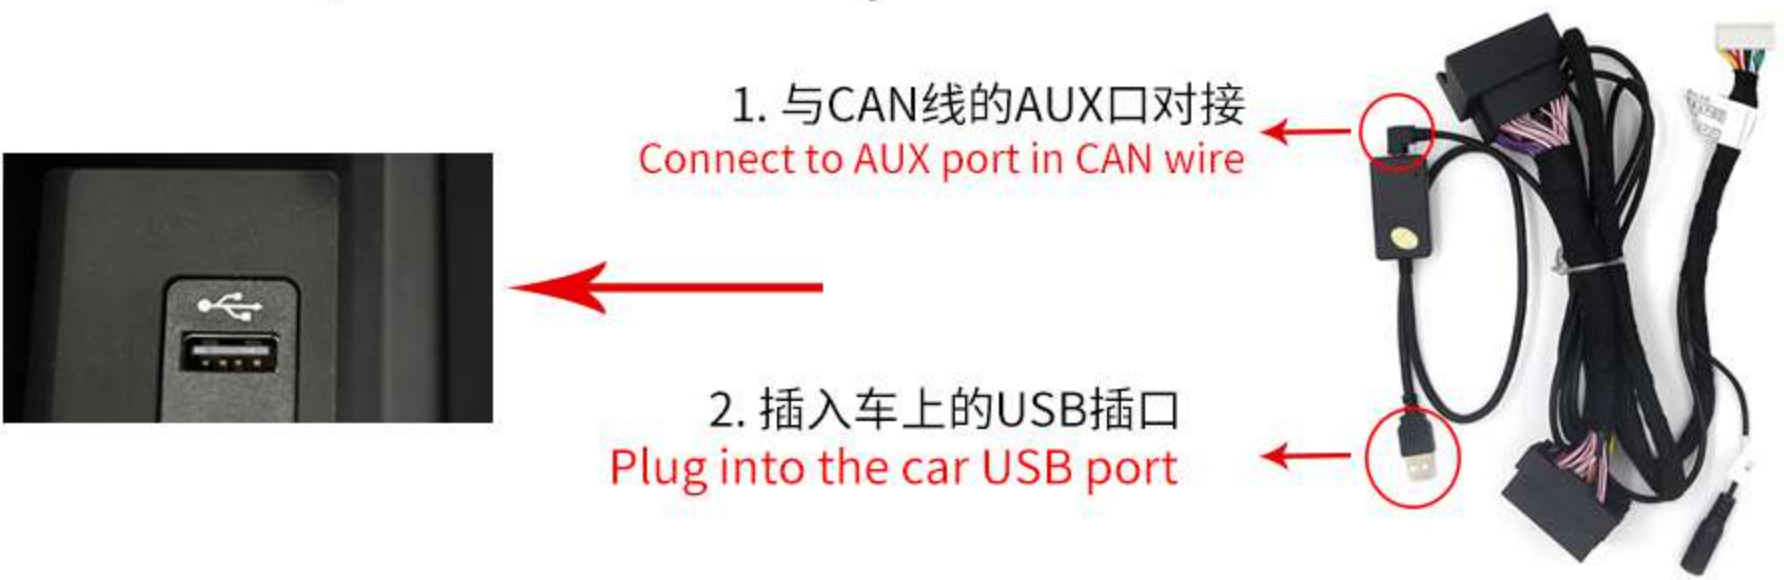 1. 与CAN线的AUX口对接
Connect to AUX port in CAN wire
2. 插入车上的USB插口
Plug into the car USB port